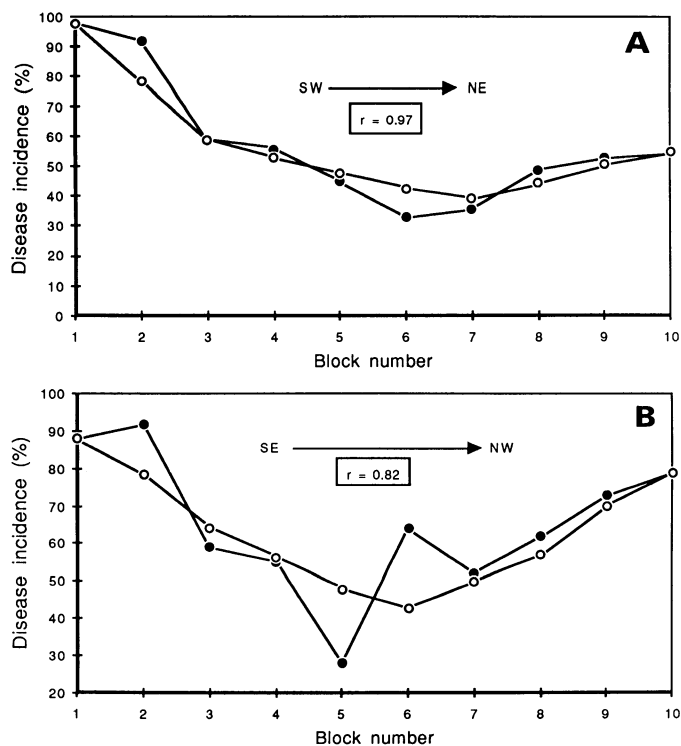 100
A
90
80
SW NE
70
r = 0.97
60
50
40
30
20
10
0
Disease incidence (%)
1 2 3 4 5 6 7 8 9 10
Block number
100
B
90
SE NW
80
r = 0.82
70
60
50
40
30
20
Disease incidence (%)
1 2 3 4 5 6 7 8 9 10
Block number